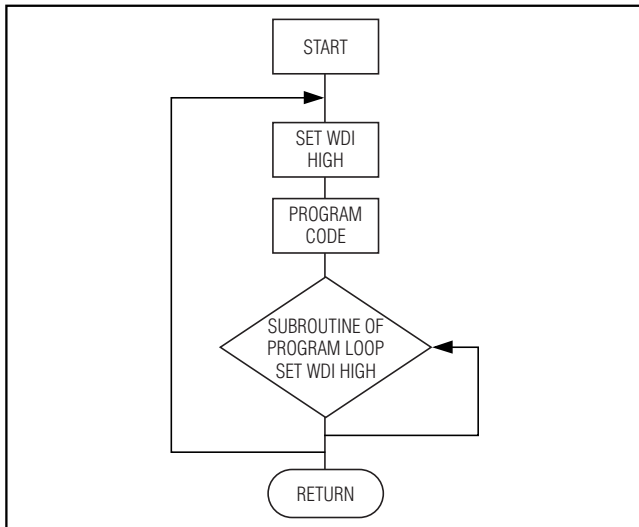 START
SET WDI
HIGH
PROGRAM
CODE
SUBROUTINE OF
PROGRAM LOOP
SET WDI HIGH
RETURN